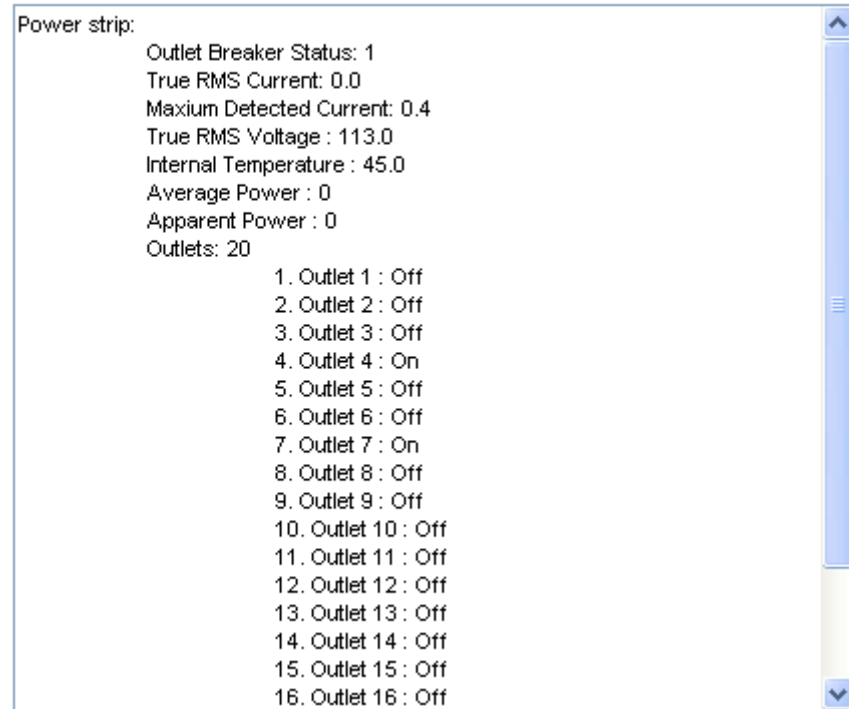 Power strip:
Outlet Breaker Status: 1
True RMS Current: 0.0
Maxium Detected Current: 0.4
True RMS Voltage : 113.0
Internal Temperature : 45.0
Average Power : 0
Apparent Power : 0
Outlets: 20
1. Outlet 1 : Off
2. Outlet 2 : Off
3. Outlet 3 : Off
4. Outlet 4 : On
5. Outlet 5 : Off
6. Outlet 6 : Off
7. Outlet 7 : On
8. Outlet 8 : Off
9. Outlet 9 : Off
10. Outlet 10 : Off
11. Outlet 11 : Off
12. Outlet 12 : Off
13. Outlet 13 : Off
14. Outlet 14 : Off
15. Outlet 15 : Off
16. Outlet 16 : Off